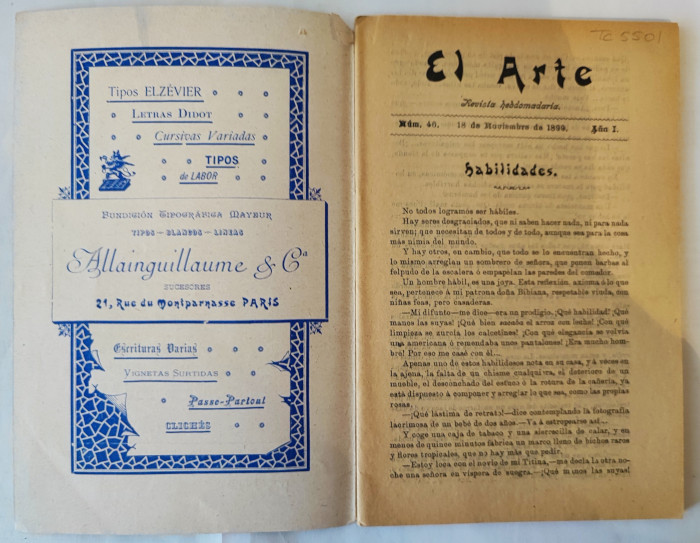 Tipos ELZÉVIER
LETRAS DIDOT
Cursivas Variadas
TIPOS
de LABOR
FUNDICIÓN TIPOGRÁFICA MAYEUR
TIPOS — BLANCOS — LINEAS
Allainguillaume & Cª
SUCESORES
21, Rue du Montparnasse PARIS
Escrituras Varias
VIGNETAS SURTIDAS
Passe-Partout
CLICHÉS
TC 5501
El Arte
Revista hebdomadaria.
Núm. 46. 18 de Noviembre de 1899. Año I.
Habilidades.
No todos logramos ser hábiles.
Hay seres desgraciados, que ni saben hacer nada, ni para nada
sirven; que necesitan de todos y de todo, aunque sea para la cosa
más nimia del mundo.
Y hay otros, en cambio, que todo se lo encuentran hecho, y
lo mismo arreglan un sombrero de señora, que ponen barbas al
felpudo de la escalera ó empapelan las paredes del comedor.
Un hombre hábil, es una joya. Esta reflexión, axioma ó lo que
sea, pertenece á mi patrona doña Bibiana, respetable viuda, con
niñas feas, pero casaderas.
—Mi difunto—me dice—era un prodigio. ¡Qué habilidad! ¡Qué
manos las suyas! ¡Qué bien sacudo el arroz con leche! ¡Con qué
limpieza se zurcía los calcetines! ¡Con qué elegancia se volvía
una americana ó remendaba unos pantalones! ¡Era mucho hom-
bre! Por eso me casé con él...
Apenas uno de estos habilidosos nota en su casa, y á veces en
la ajena, la falta de un chisme cualquiera, el deterioro de un
mueble, el desconchado del estuco ó la rotura de la cañería, ya
está dispuesto á componer y arreglar lo que sea, como las propias
rosas.
—¡Qué lástima de retrato!—dice contemplando la fotografía
lacrimosa de un bebé de dos años.—Va á estropearse así...
Y coge una caja de tabaco y una sierrecilla de calar, y en
menos de quince minutos fabrica un marco lleno de bichos raros
y flores tropicales, que no hay más que pedir.
—Estoy loca con el novio de mi Titina,—me decía la otra no-
che una señora en víspera de suegra.—¡Qué manos las suyas!